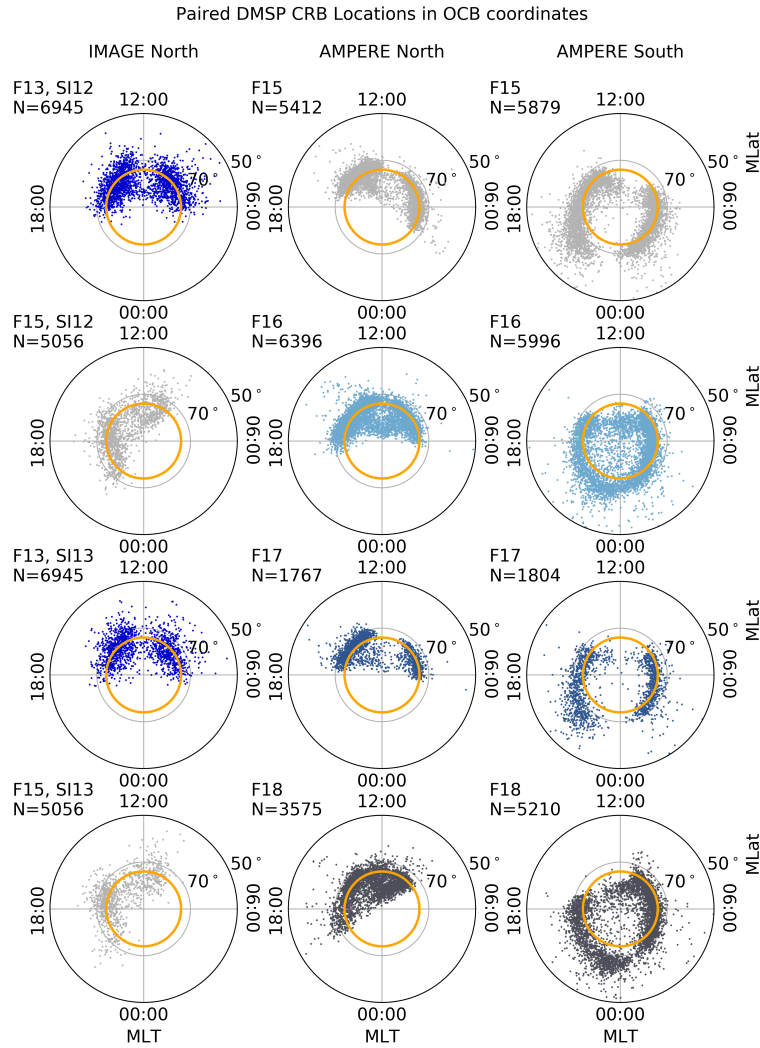 Paired DMSP CRB Locations in OCB coordinates
IMAGE North AMPERE North AMPERE South
F13, SI12
N=6945
12:00
50°
70°
18:00
06:00
00:00
F15
N=5412
12:00
50°
70°
18:00
06:00
00:00
F15
N=5879
12:00
50°
70°
18:00
06:00
00:00
MLat
F15, SI12
N=5056
12:00
50°
70°
18:00
06:00
00:00
F16
N=6396
12:00
50°
70°
18:00
06:00
00:00
F16
N=5996
12:00
50°
70°
18:00
06:00
00:00
MLat
F13, SI13
N=6945
12:00
50°
70°
18:00
06:00
00:00
F17
N=1767
12:00
50°
70°
18:00
06:00
00:00
F17
N=1804
12:00
50°
70°
18:00
06:00
00:00
MLat
F15, SI13
N=5056
12:00
50°
70°
18:00
06:00
00:00
MLT
F18
N=3575
12:00
50°
70°
18:00
06:00
00:00
MLT
F18
N=5210
12:00
50°
70°
18:00
06:00
00:00
MLT
MLat